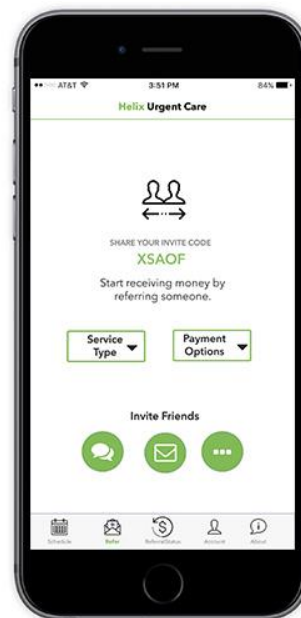 AT&T 3:51 PM 84%
Helix Urgent Care
SHARE YOUR INVITE CODE
XSAOF
Start receiving money by
referring someone.
Service
Type
Payment
Options
Invite Friends
Schedule Refer ReferralStatus Account About